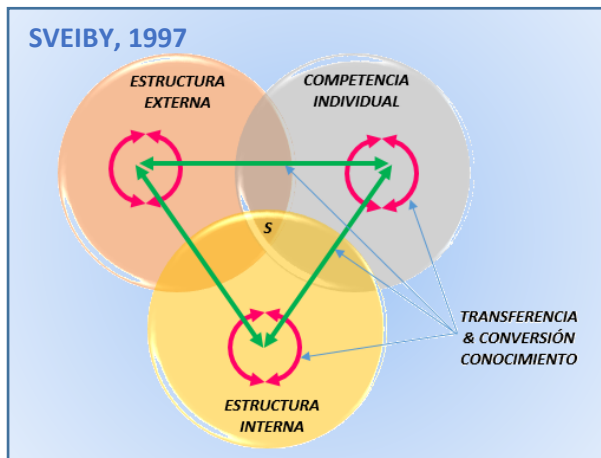 SVEIBY, 1997
ESTRUCTURA
EXTERNA
COMPETENCIA
INDIVIDUAL
S
TRANSFERENCIA
& CONVERSIÓN
CONOCIMIENTO
ESTRUCTURA
INTERNA